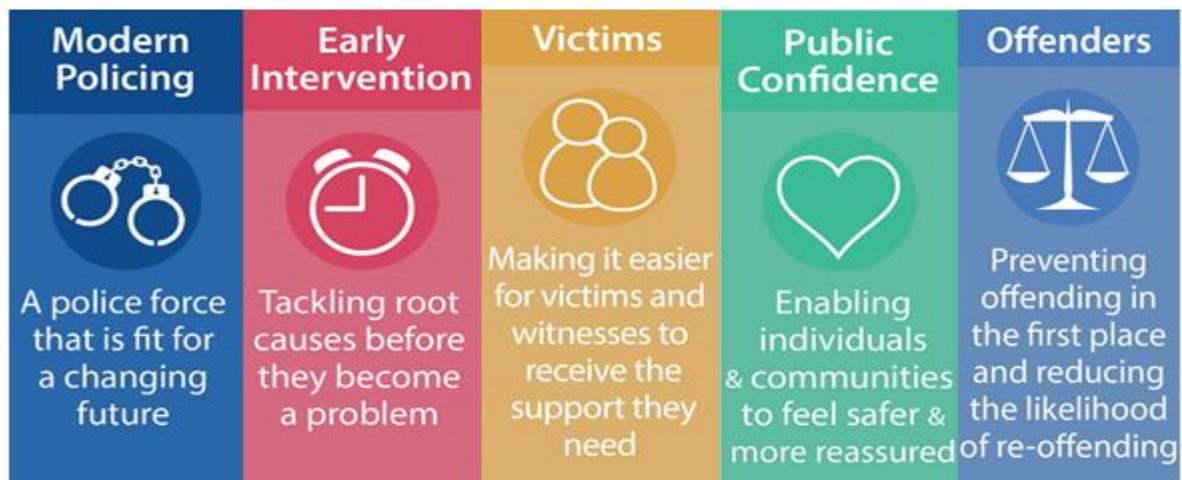 Modern
Policing
A police force
that is fit for
a changing
future
Early
Intervention
Tackling root
causes before
they become
a problem
Victims
Making it easier
for victims and
witnesses to
receive the
support they
need
Public
Confidence
Enabling
individuals
& communities
to feel safer &
more reassured
Offenders
Preventing
offending in
the first place
and reducing
the likelihood
of re-offending